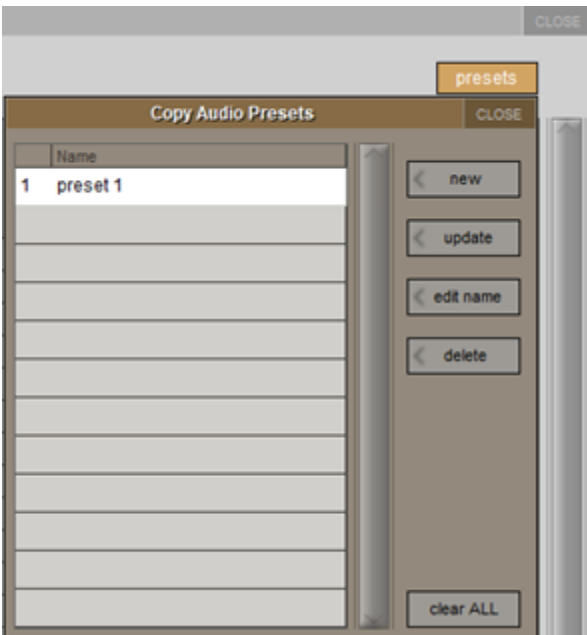 CLOSE
presets
Copy Audio Presets CLOSE
Name
1 preset 1
new
update
edit name
delete
clear ALL